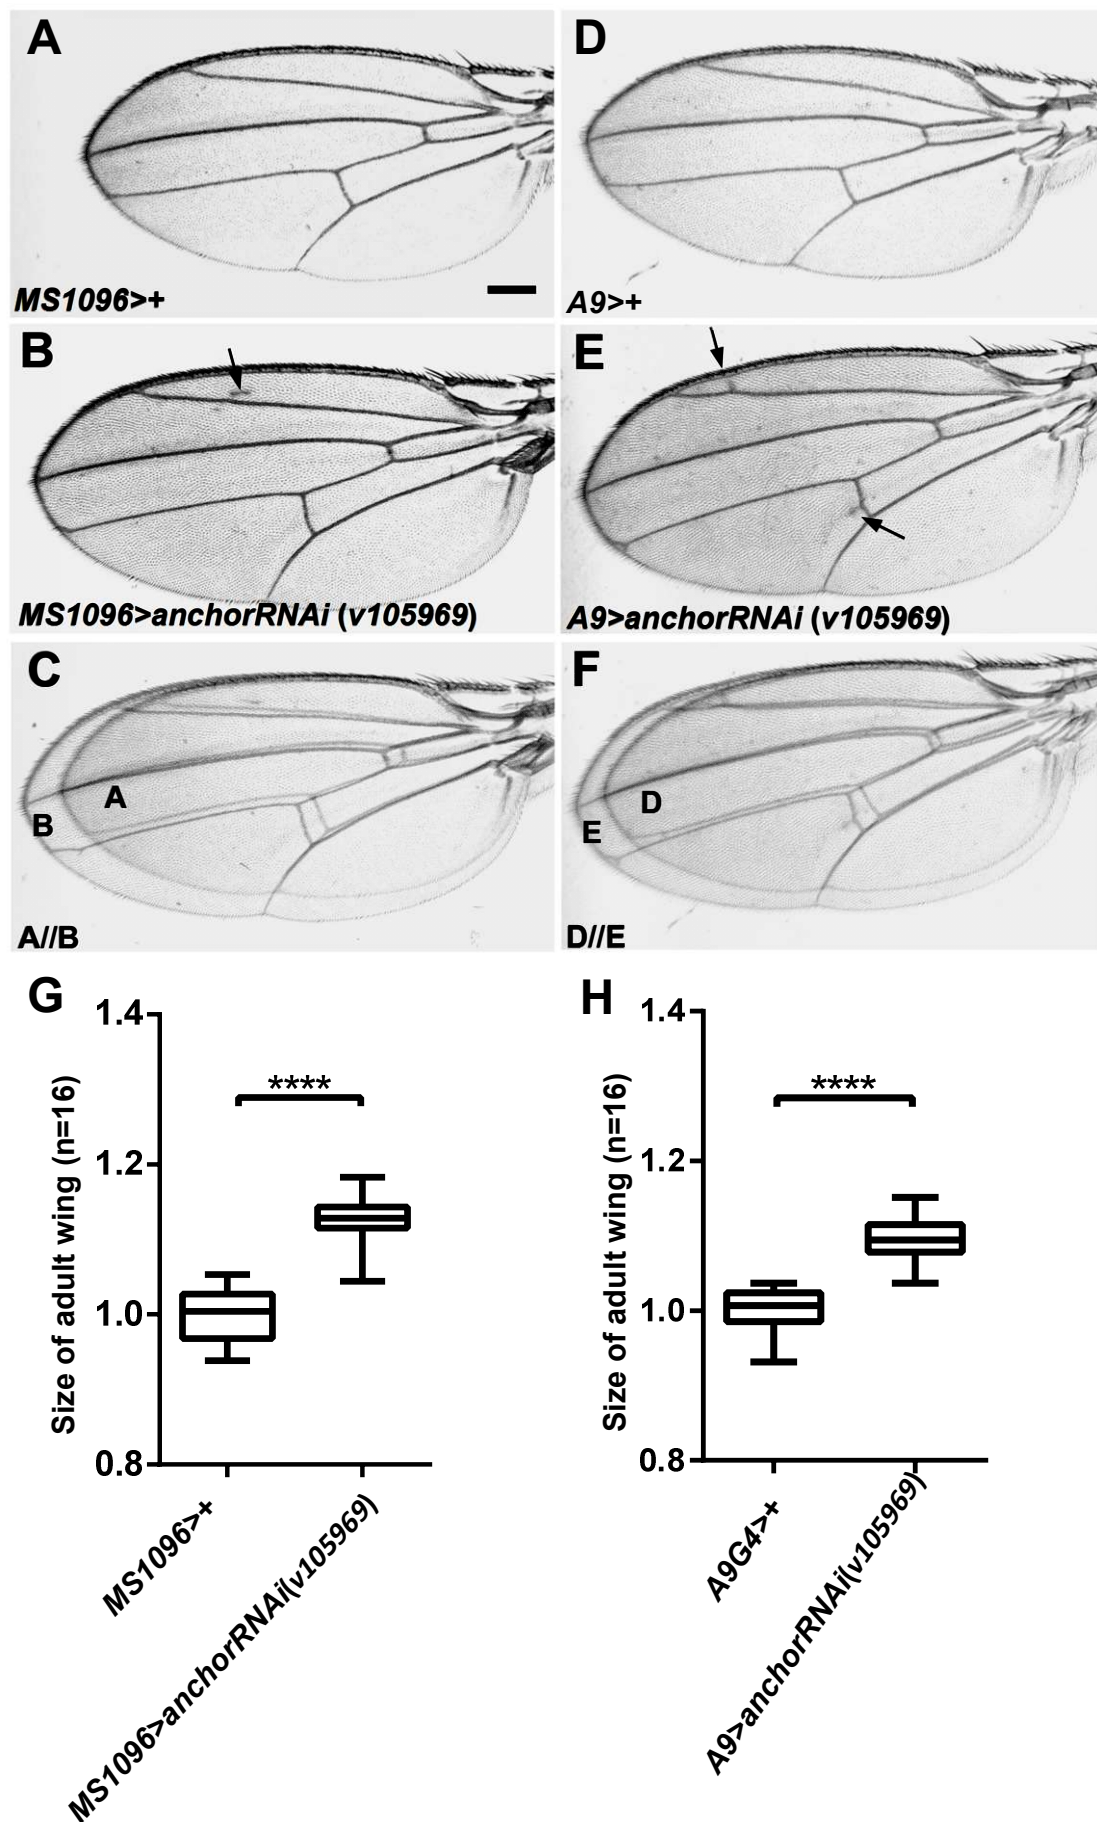 A
MS1096>+
D
A9>+
B
MS1096>anchorRNAi (v105969)
E
A9>anchorRNAi (v105969)
C
A
B
A//B
F
D
E
D//E
G
Size of adult wing (n=16)
1.4
1.2
1.0
0.8
****
MS1096>+
MS1096>anchorRNAi(v105969)
H
Size of adult wing (n=16)
1.4
1.2
1.0
0.8
****
A9G4>+
A9>anchorRNAi(v105969)